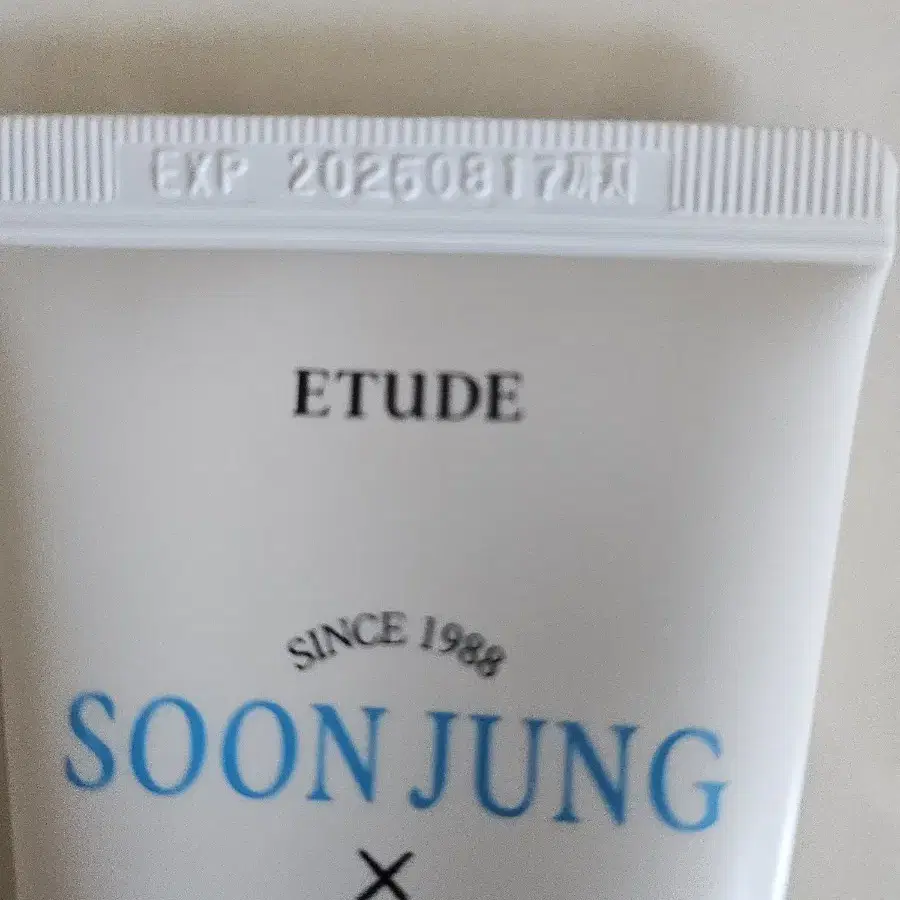 EXP 20250817까지
ETUDE
SINCE 1988
SOON JUNG
×